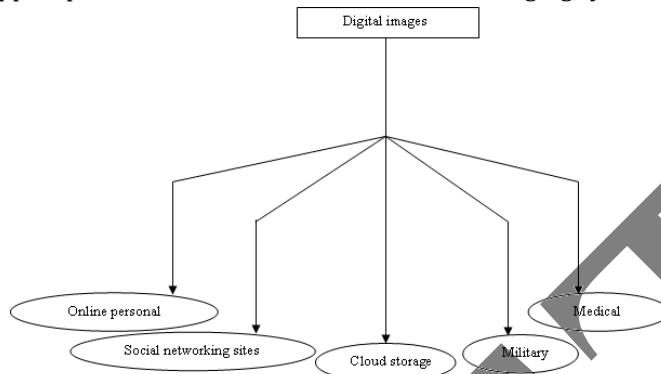 Digital images
Online personal
Social networking sites
Cloud storage
Military
Medical